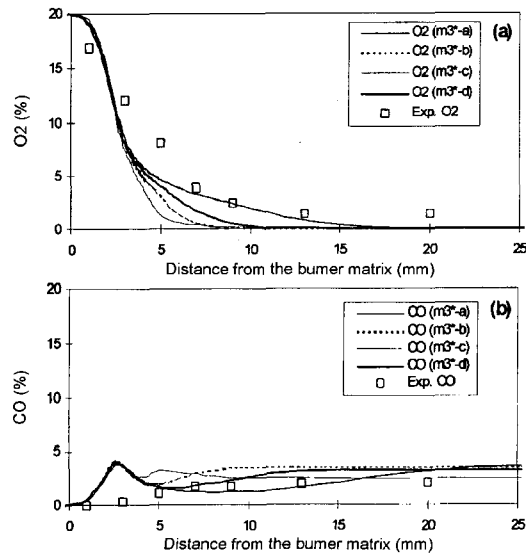 (a)
O2 (m3*-a)
O2 (m3*-b)
O2 (m3*-c)
O2 (m3*-d)
Exp. O2
20
15
10
5
0
O2 (%)
0 5 10 15 20 25
Distance from the burner matrix (mm)
(b)
CO (m3*-a)
CO (m3*-b)
CO (m3*-c)
CO (m3*-d)
Exp. CO
20
15
10
5
0
CO (%)
0 5 10 15 20 25
Distance from the burner matrix (mm)